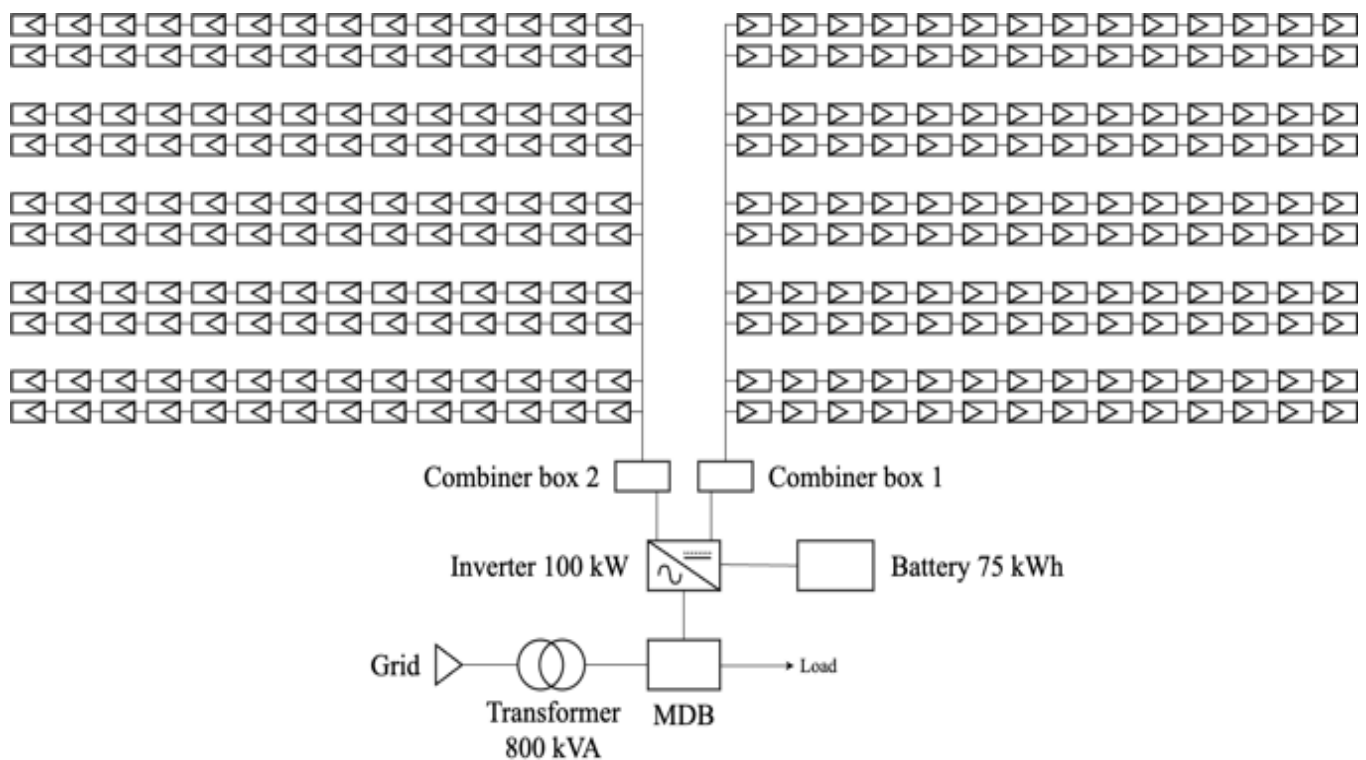 Combiner box 2
Combiner box 1
Inverter 100 kW
Battery 75 kWh
Grid
Load
Transformer
800 kVA
MDB